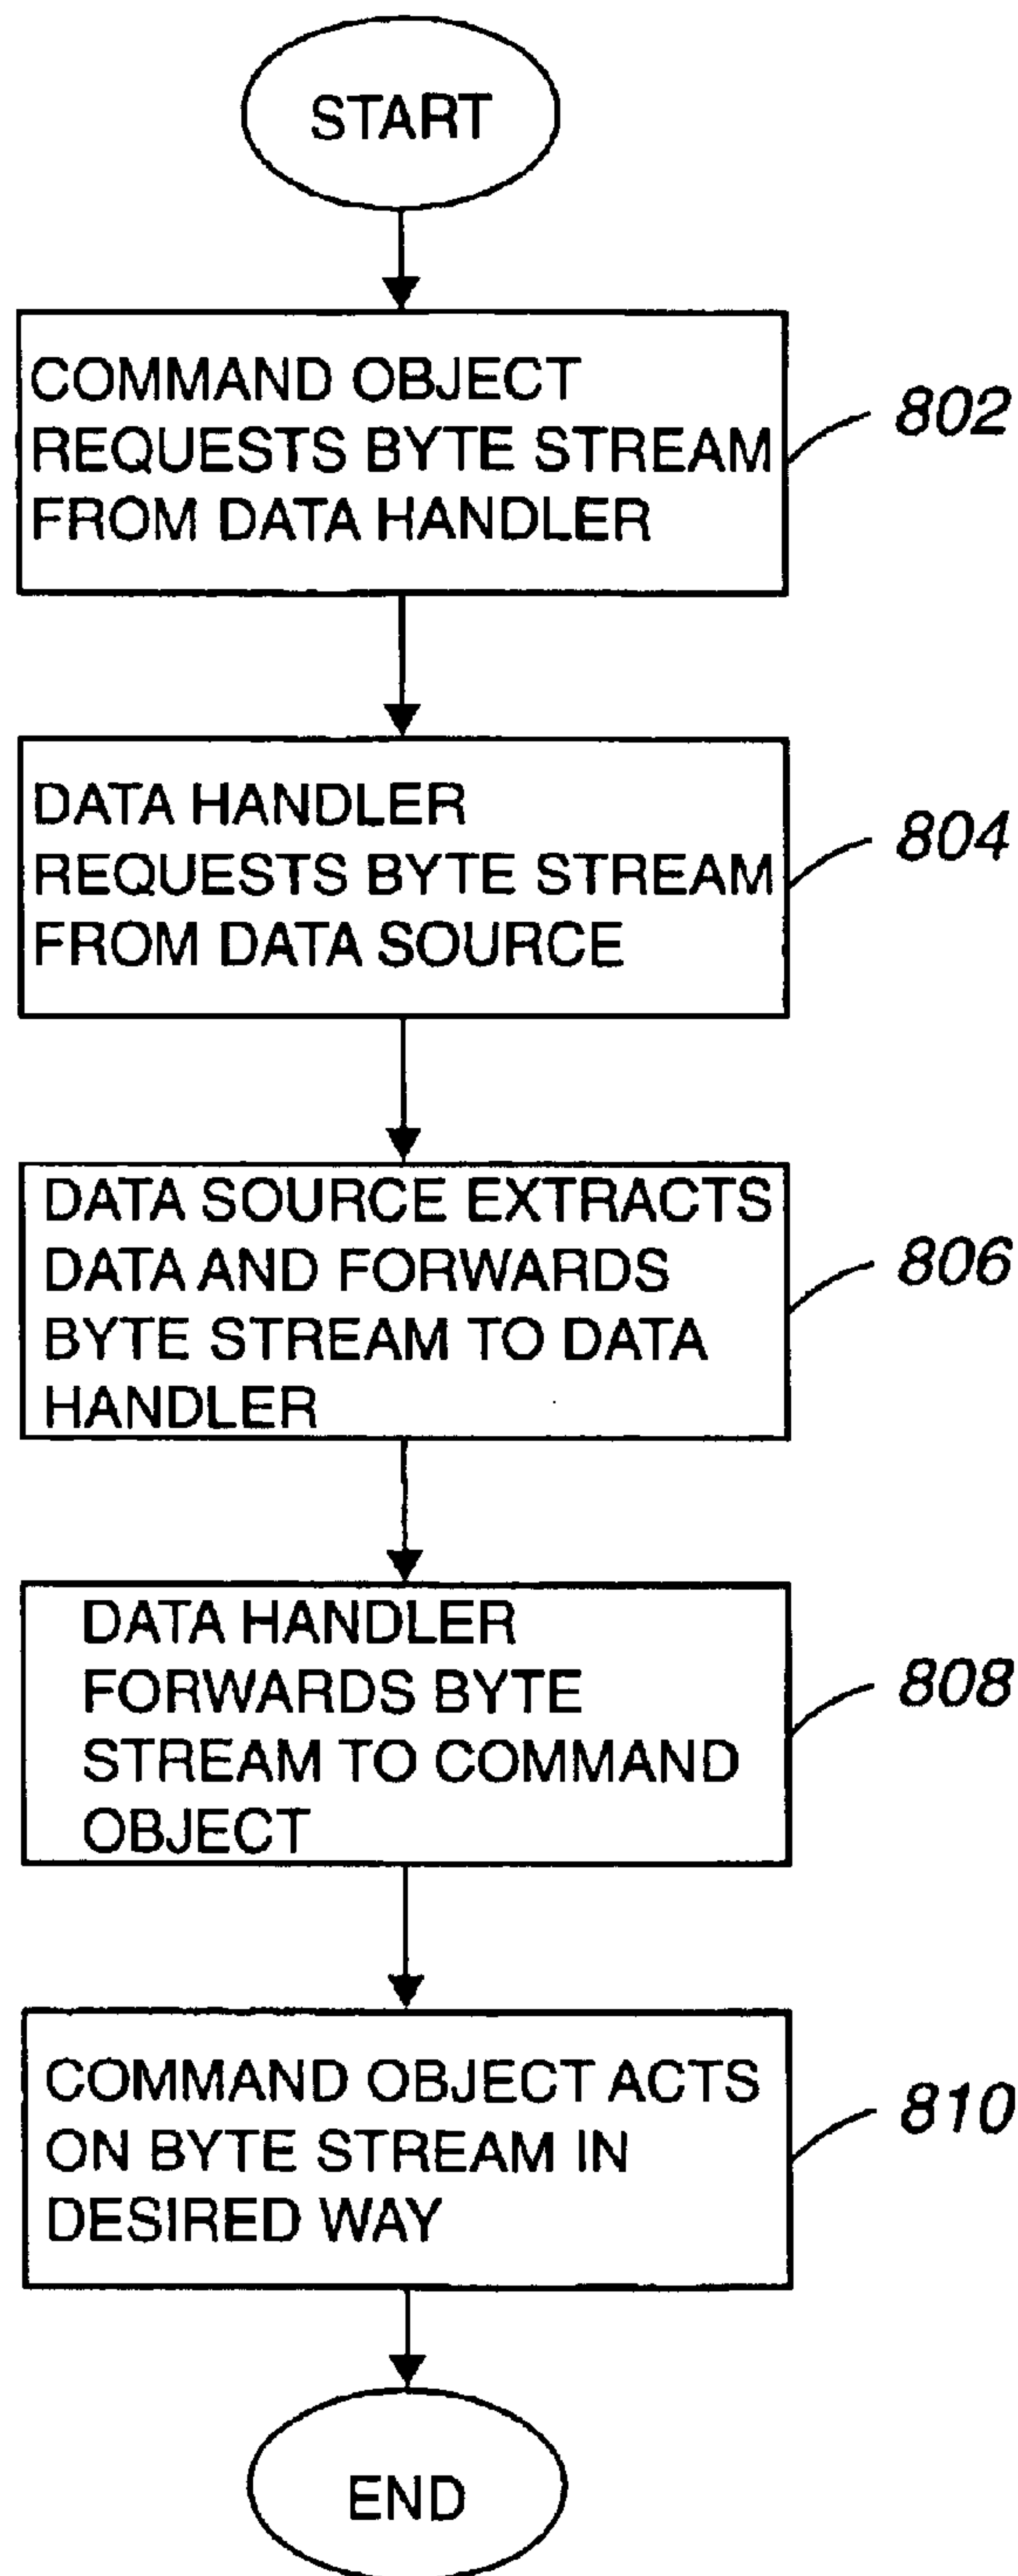 START
COMMAND OBJECT
REQUESTS BYTE STREAM
FROM DATA HANDLER
802
DATA HANDLER
REQUESTS BYTE STREAM
FROM DATA SOURCE
804
DATA SOURCE EXTRACTS
DATA AND FORWARDS
BYTE STREAM TO DATA
HANDLER
806
DATA HANDLER
FORWARDS BYTE
STREAM TO COMMAND
OBJECT
808
COMMAND OBJECT ACTS
ON BYTE STREAM IN
DESIRED WAY
810
END